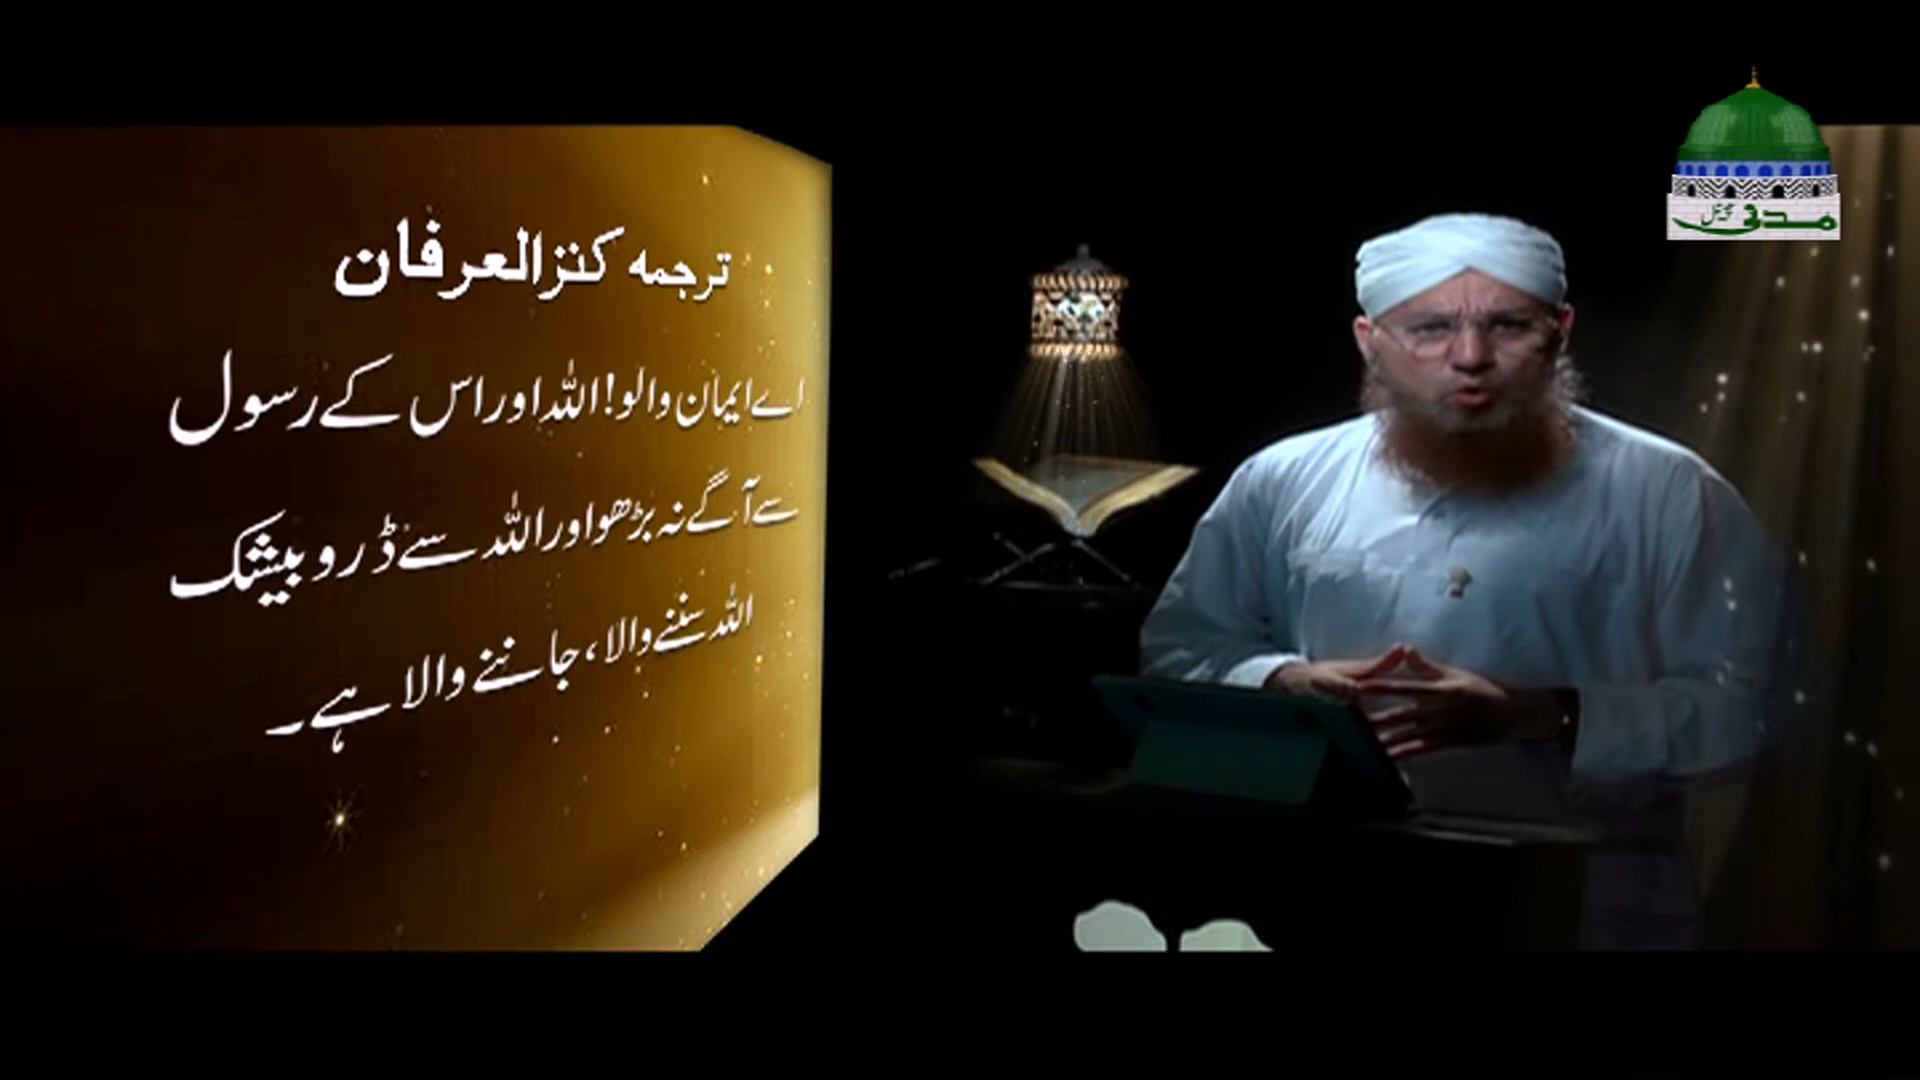 ترجمه کنزالعرفان
اے ایمان والو! اللہ اور اس کے رسول
سے آگے نہ بڑھو اور اللہ سے ڈرو بیشک
اللہ سننے والا، جاننے والا ہے۔
مدنی چینل